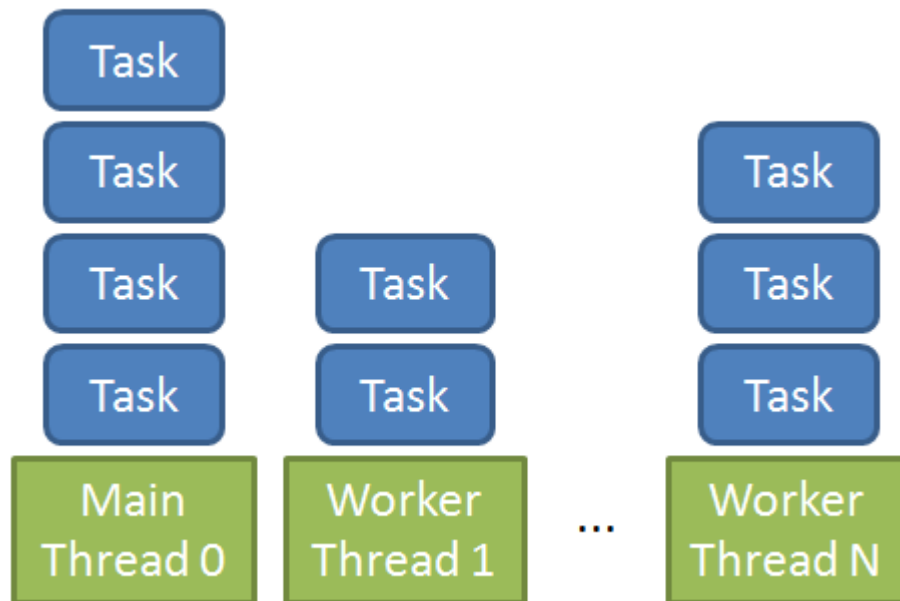 Task
Task
Task
Task
Task
Task
Task
Task
Task
Main
Thread 0
Worker
Thread 1
...
Worker
Thread N